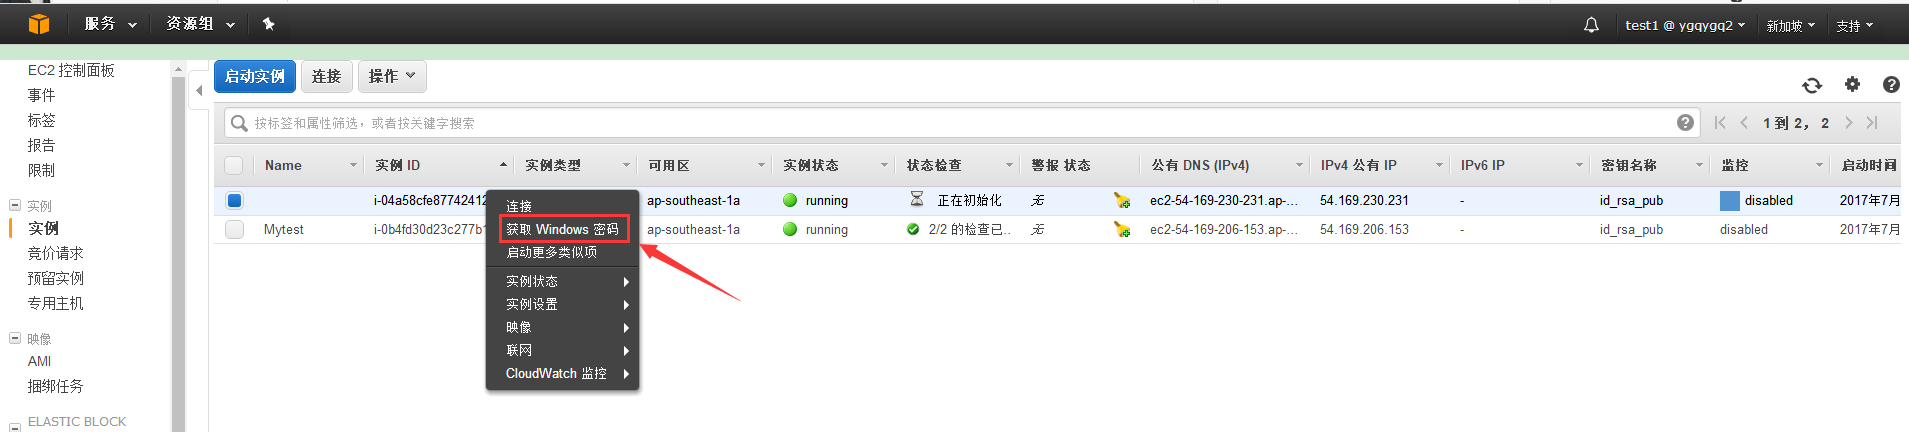 服务 资源组 test1 @ ygqygq2 新加坡 支持
EC2 控制面板
事件
标签
报告
限制
实例
实例
竞价请求
预留实例
专用主机
映像
AMI
捆绑任务
ELASTIC BLOCK
启动实例 连接 操作
按标签和属性筛选，或者按关键字搜索 1 到 2， 2
Name 实例 ID 实例类型 可用区 实例状态 状态检查 警报 状态 公有 DNS (IPv4) IPv4 公有 IP IPv6 IP 密钥名称 监控 启动时间
i-04a58cfe87742412 ap-southeast-1a running 正在初始化 无 ec2-54-169-230-231.ap-... 54.169.230.231 - id_rsa_pub disabled 2017年7月
Mytest i-0b4fd30d23c277b1 ap-southeast-1a running 2/2 的检查已... 无 ec2-54-169-206-153.ap-... 54.169.206.153 - id_rsa_pub disabled 2017年7月
连接
获取 Windows 密码
启动更多类似项
实例状态
实例设置
映像
联网
CloudWatch 监控